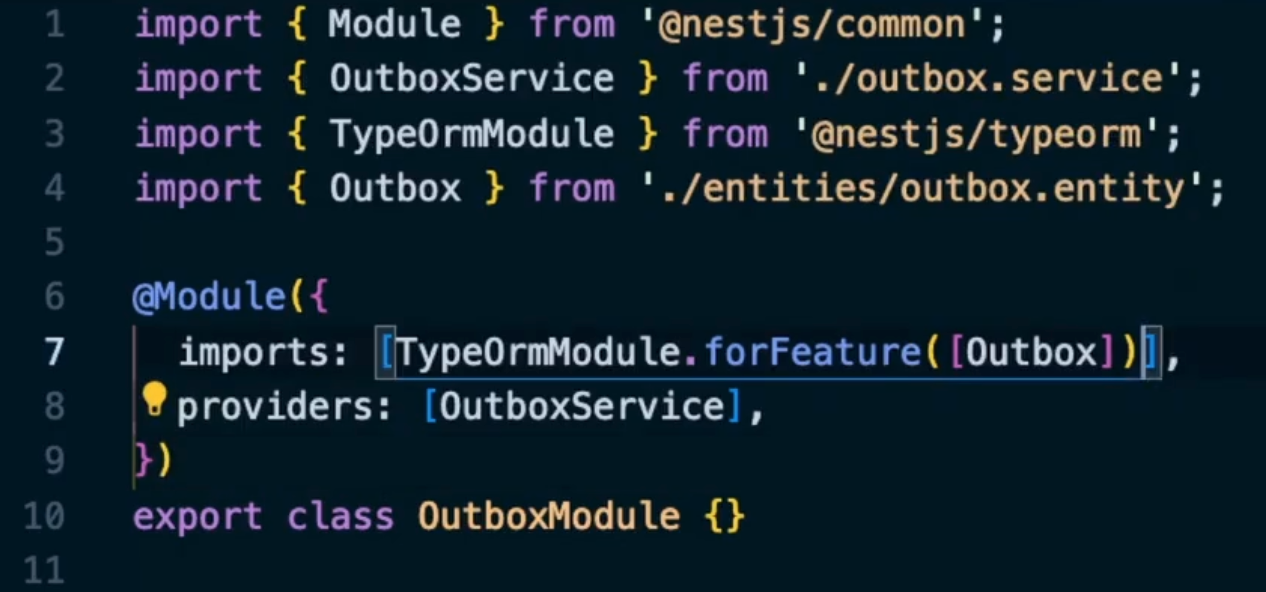 1 import { Module } from '@nestjs/common';
2 import { OutboxService } from './outbox.service';
3 import { TypeOrmModule } from '@nestjs/typeorm';
4 import { Outbox } from './entities/outbox.entity';
5
6 @Module({
7   imports: [TypeOrmModule.forFeature([Outbox])],
8   providers: [OutboxService],
9 })
10 export class OutboxModule {}
11